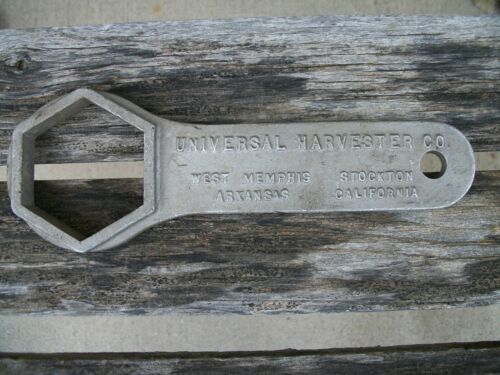 UNIVERSAL HARVESTER CO.
WEST MEMPHIS STOCKTON
ARKANSAS CALIFORNIA